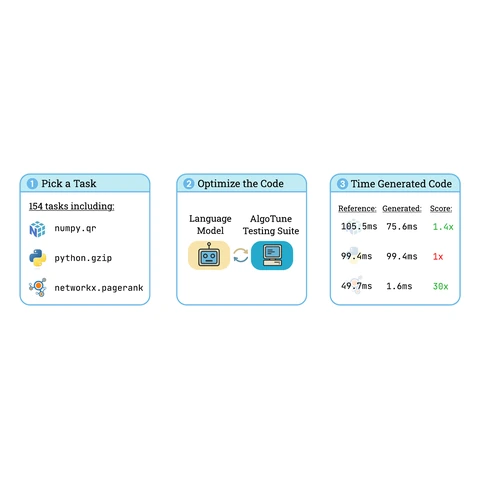 1 Pick a Task
154 tasks including:
numpy.qr
python.gzip
networkx.pagerank
2 Optimize the Code
Language
Model
AlgoTune
Testing Suite
3 Time Generated Code
Reference: Generated: Score:
105.5ms 75.6ms 1.4x
99.4ms 99.4ms 1x
49.7ms 1.6ms 30x